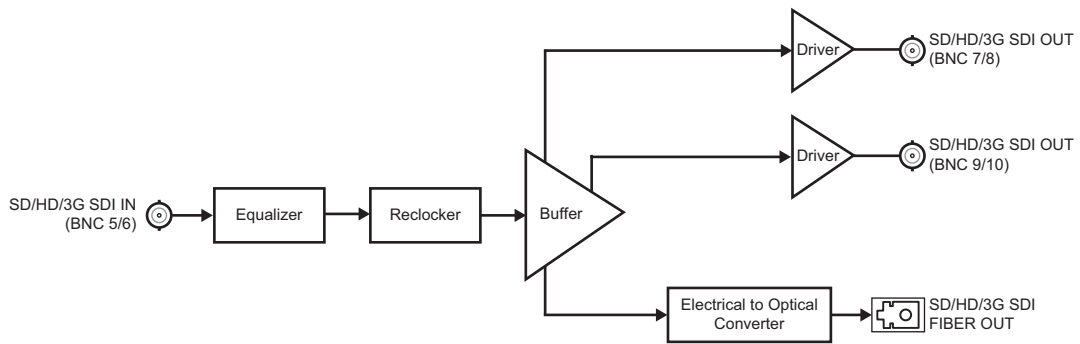 SD/HD/3G SDI OUT
(BNC 7/8)
Driver
SD/HD/3G SDI OUT
(BNC 9/10)
Driver
SD/HD/3G SDI IN
(BNC 5/6)
Equalizer
Reclocker
Buffer
Electrical to Optical
Converter
SD/HD/3G SDI
FIBER OUT